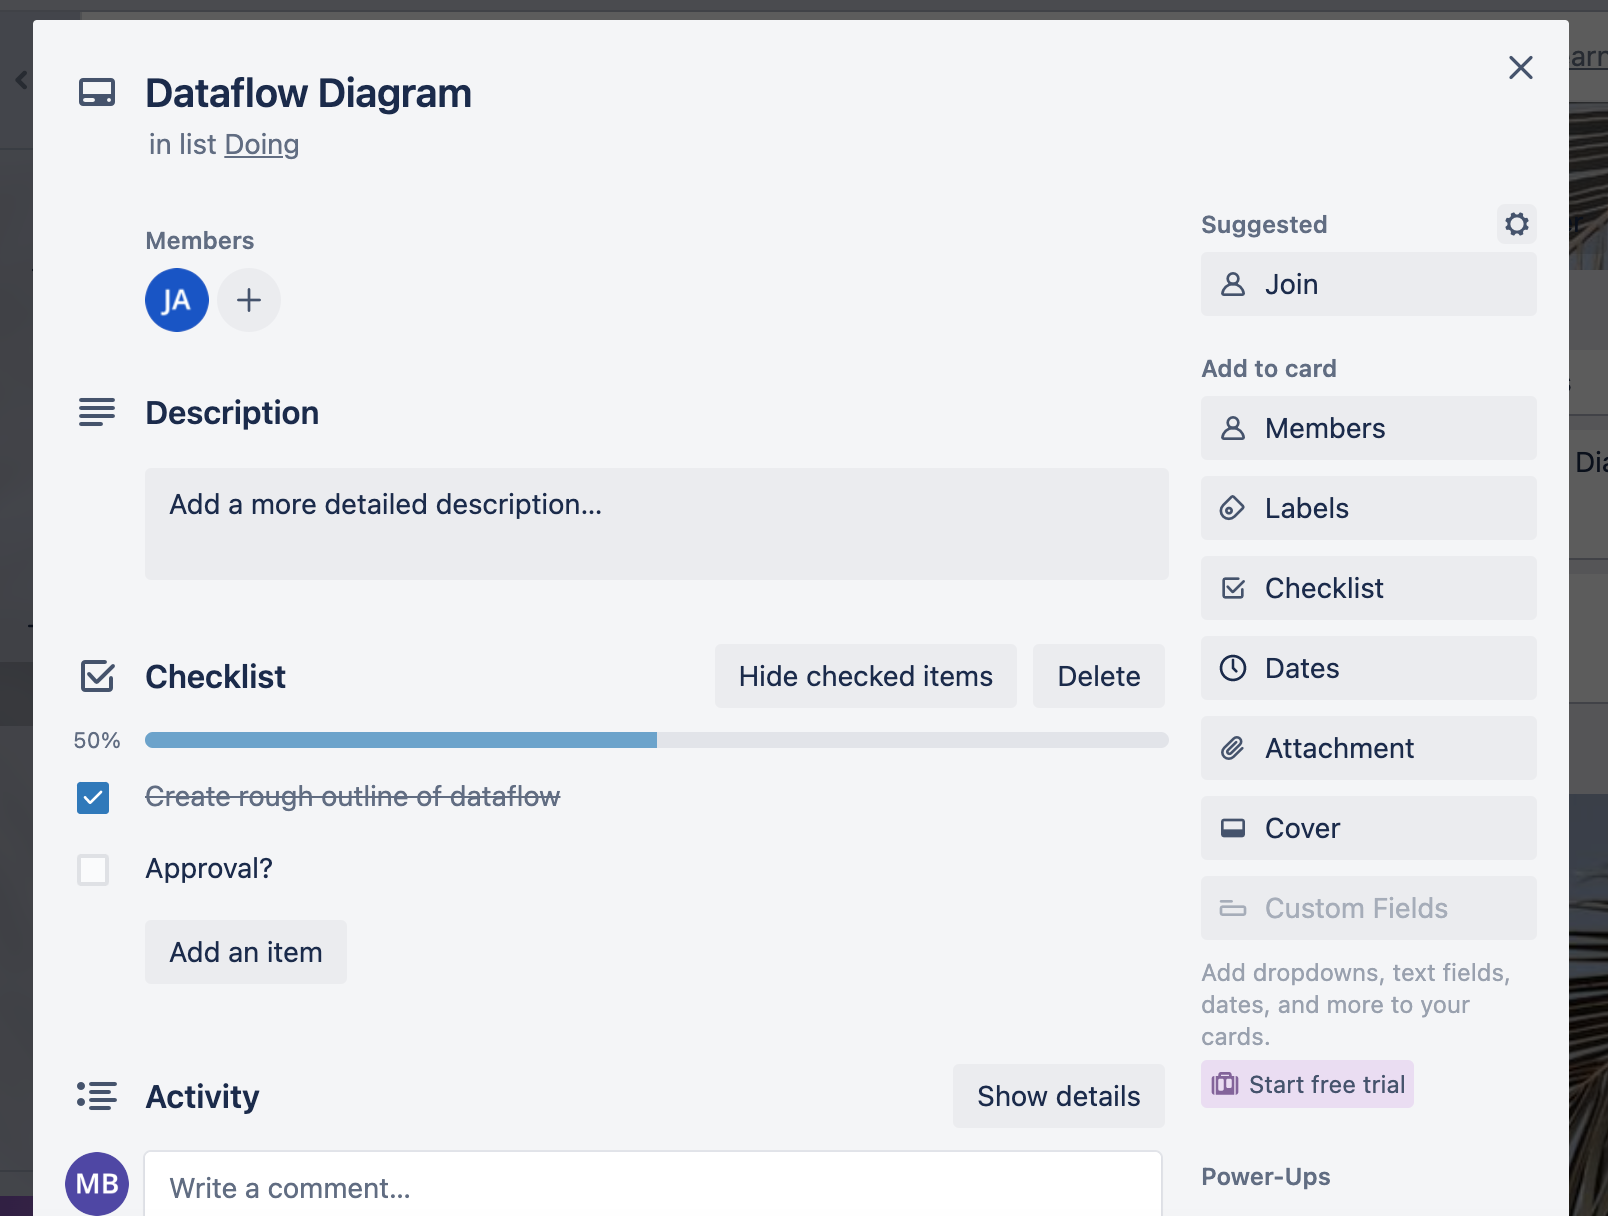 Dataflow Diagram
in list Doing
Members
JA
Description
Add a more detailed description...
Checklist
Hide checked items
Delete
50%
Create rough outline of dataflow
Approval?
Add an item
Activity
Show details
MB
Write a comment...
Suggested
Join
Add to card
Members
Labels
Checklist
Dates
Attachment
Cover
Custom Fields
Add dropdowns, text fields,
dates, and more to your
cards.
Start free trial
Power-Ups